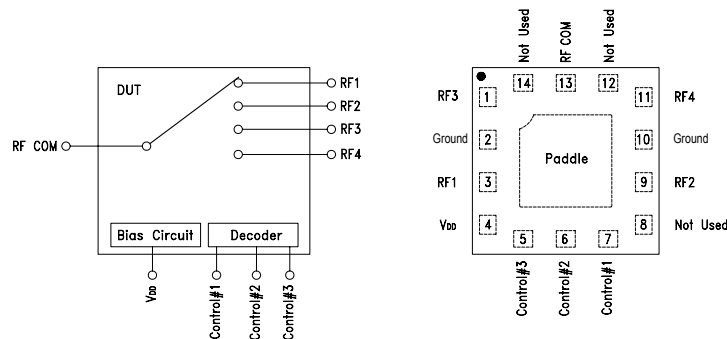 DUT
RF COM
RF1
RF2
RF3
RF4
Bias Circuit
Decoder
VDD
Control#1
Control#2
Control#3
Not Used
RF COM
Not Used
14
13
12
RF3
1
11
RF4
Ground
2
10
Ground
Paddle
RF1
3
9
RF2
VDD
4
8
Not Used
5
6
7
Control#3
Control#2
Control#1